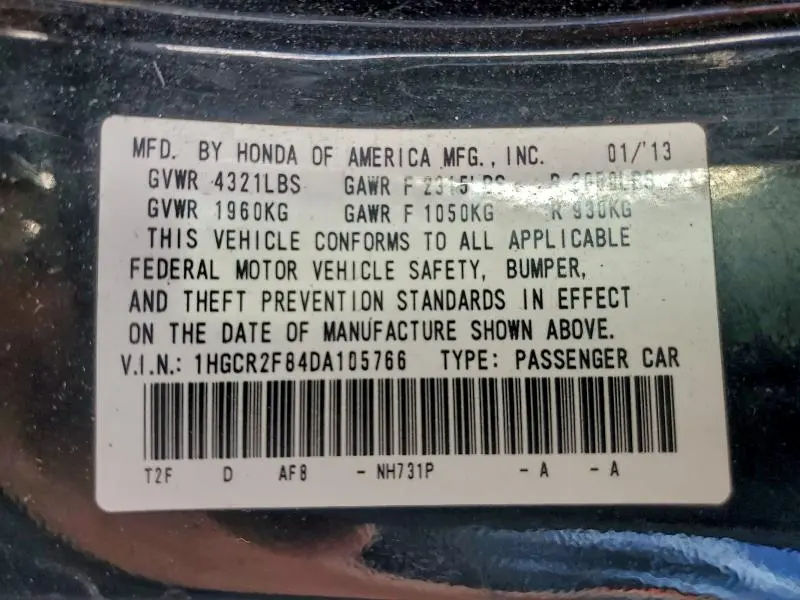 MFD. BY HONDA OF AMERICA MFG., INC. 01/'13
GVWR 4321LBS GAWR F 2315LBS R
GVWR 1960KG GAWR F 1050KG R 930KG
THIS VEHICLE CONFORMS TO ALL APPLICABLE
FEDERAL MOTOR VEHICLE SAFETY, BUMPER,
AND THEFT PREVENTION STANDARDS IN EFFECT
ON THE DATE OF MANUFACTURE SHOWN ABOVE.
V.I.N.: 1HGCR2F84DA105766 TYPE: PASSENGER CAR
T2F D AF8 - NH731P - A - A